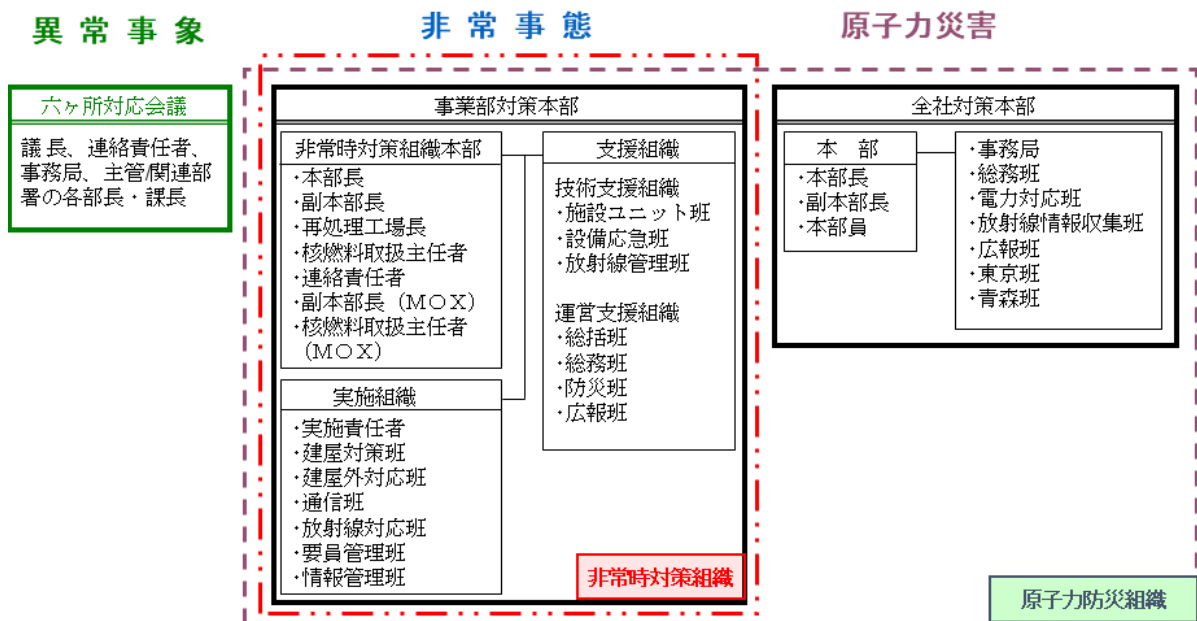 異常事象
非常事態
原子力災害
六ヶ所対応会議
議長、連絡責任者、
事務局、主管/関連部
署の各部長・課長
事業部対策本部
非常時対策組織本部
・本部長
・副本部長
・再処理工場長
・核燃料取扱主任者
・連絡責任者
・副本部長(MOX)
・核燃料取扱主任者
(MOX)
実施組織
・実施責任者
・建屋対策班
・建屋外対応班
・通信班
・放射線対応班
・要員管理班
・情報管理班
支援組織
技術支援組織
・施設ユニット班
・設備応急班
・放射線管理班
運営支援組織
・総括班
・総務班
・防災班
・広報班
非常時対策組織
全社対策本部
本 部
・本部長
・副本部長
・本部員
・事務局
・総務班
・電力対応班
・放射線情報収集班
・広報班
・東京班
・青森班
原子力防災組織